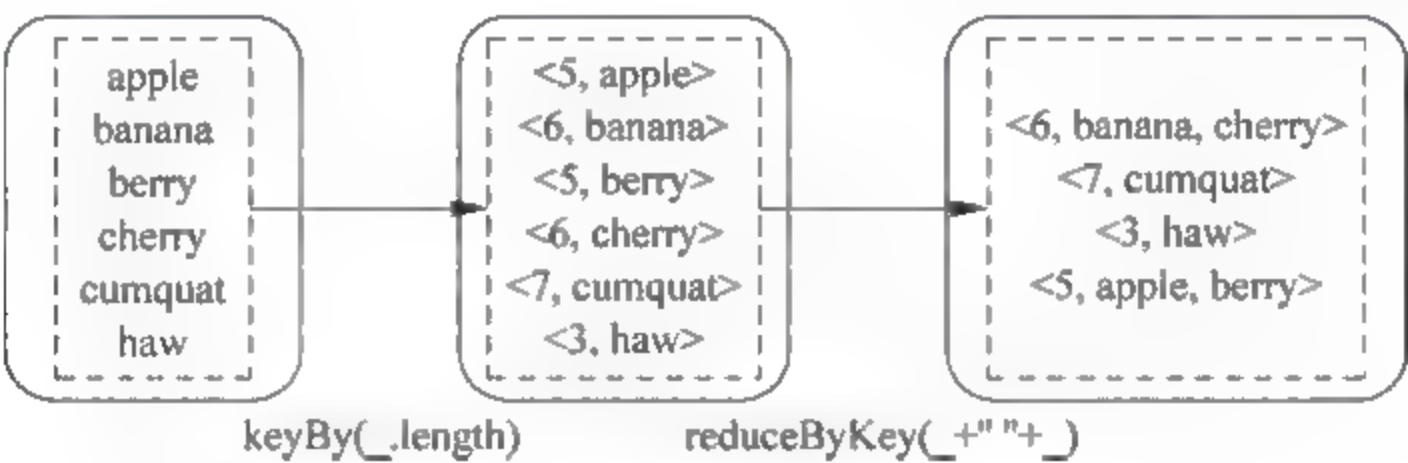 apple
banana
berry
cherry
cumquat
haw
<5, apple>
<6, banana>
<5, berry>
<6, cherry>
<7, cumquat>
<3, haw>
<6, banana, cherry>
<7, cumquat>
<3, haw>
<5, apple, berry>
keyBy(_.length)
reduceByKey(_+" "+_)